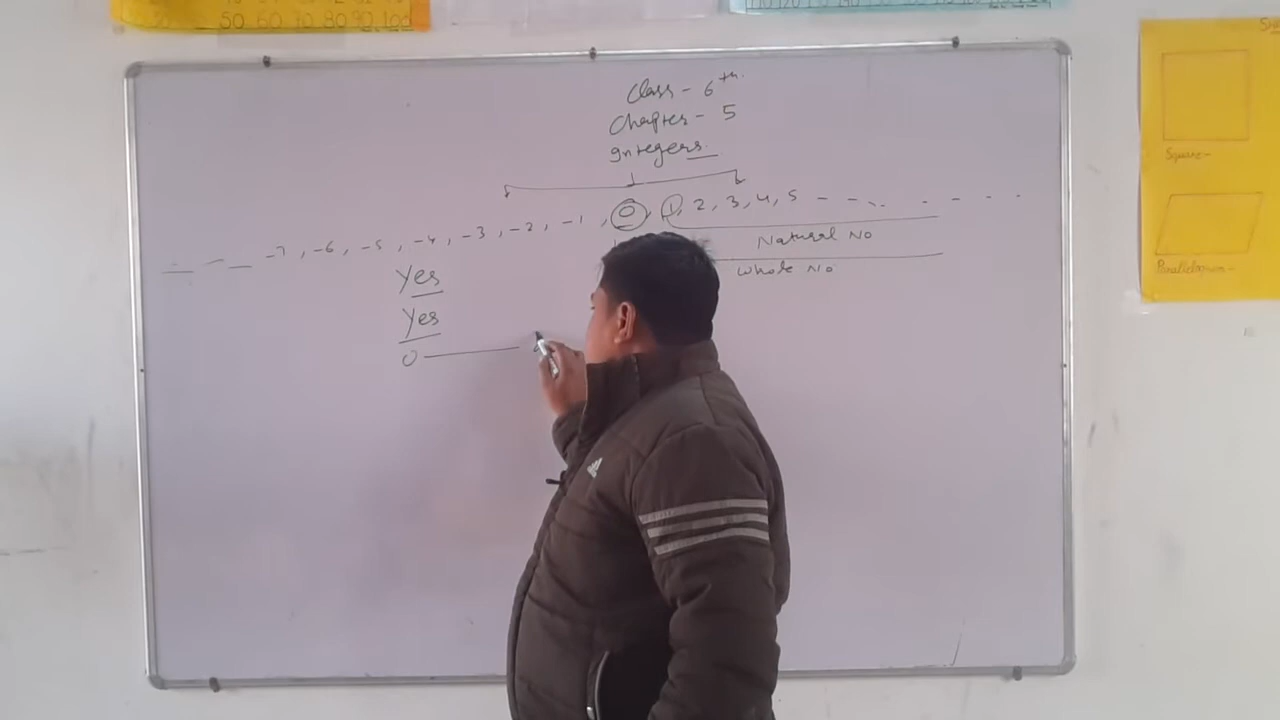 50 60 70 80 90 100
Class - 6th.
Chapter - 5
Integers.
-7, -6, -5, -4, -3, -2, -1, 0, 1, 2, 3, 4, 5 - - . . - - - -
Natural No
Whole No
Yes
Yes
0
Square-
Parallelogram-